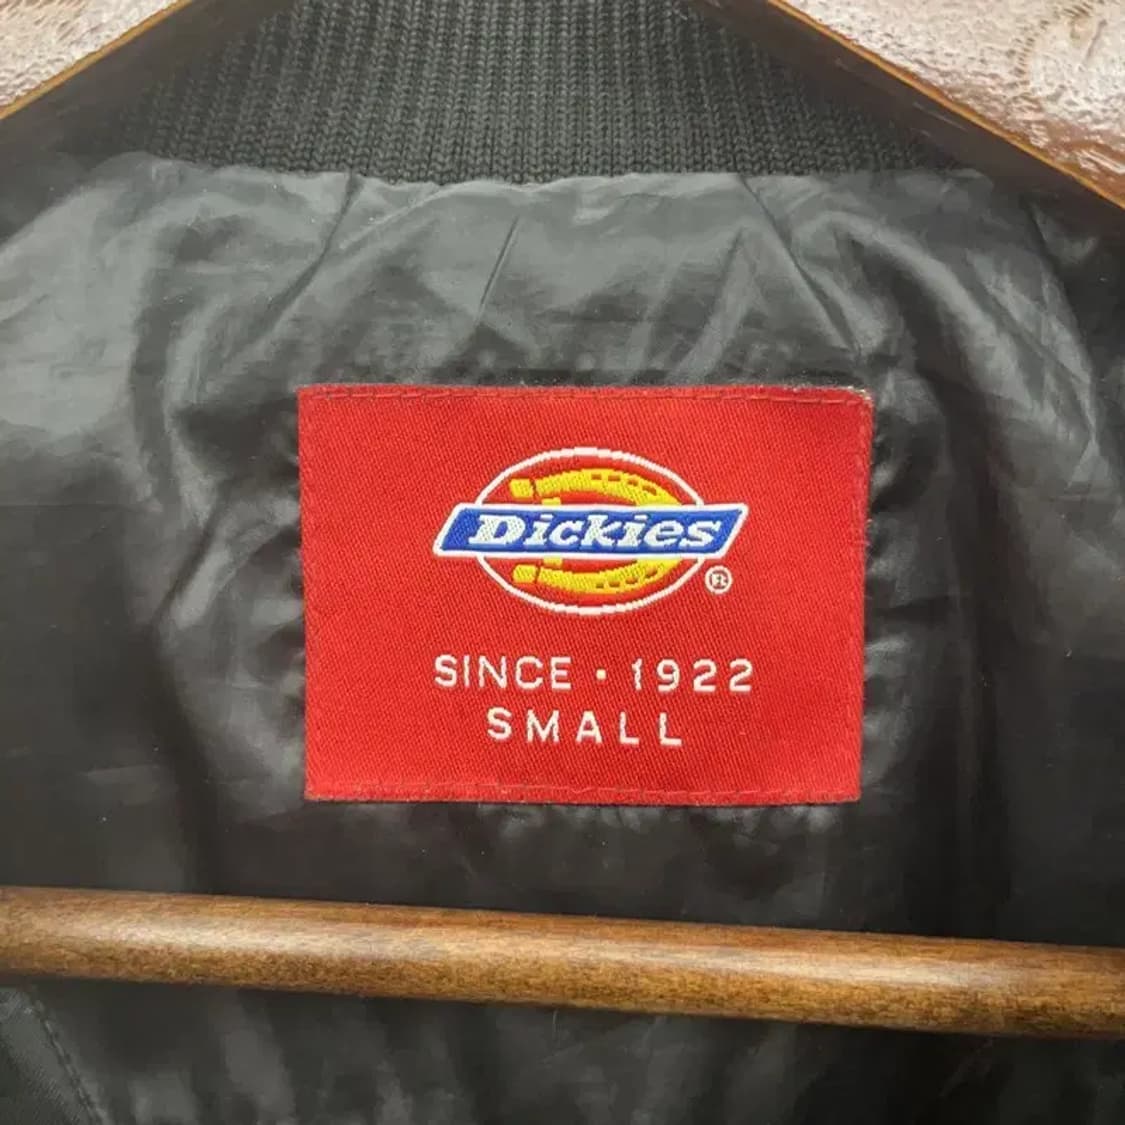 Dickies
®
SINCE · 1922
SMALL